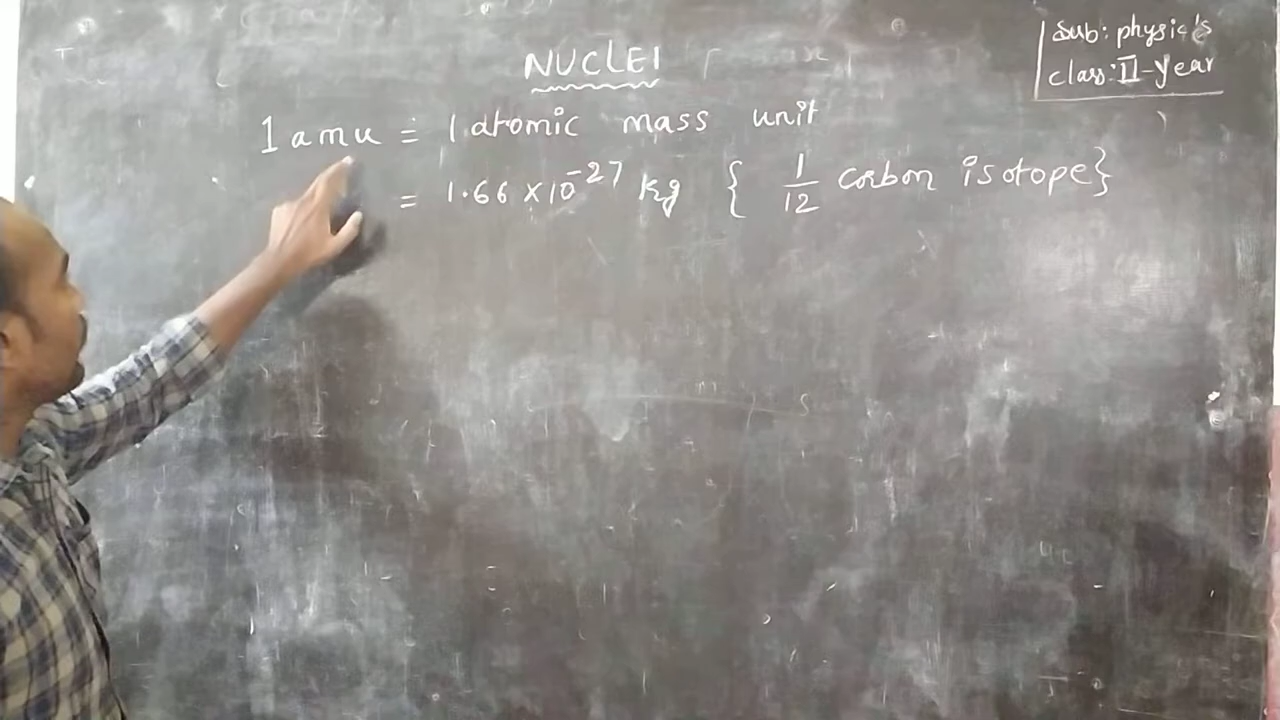 Sub: physic's
class: II-year
NUCLEI
1 amu = 1 atomic mass unit
= 1.66 × 10⁻²⁷ kg { 1/12 carbon isotope}